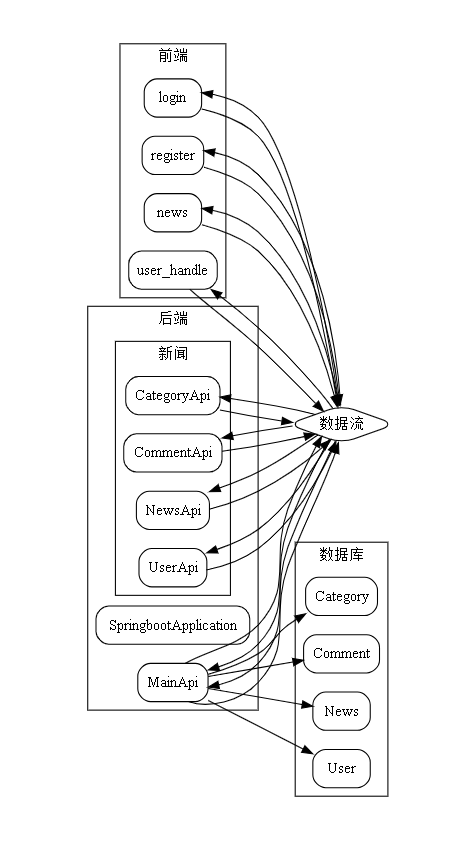 前端
login
register
news
user_handle
后端
新闻
CategoryApi
CommentApi
NewsApi
UserApi
SpringbootApplication
MainApi
数据流
数据库
Category
Comment
News
User